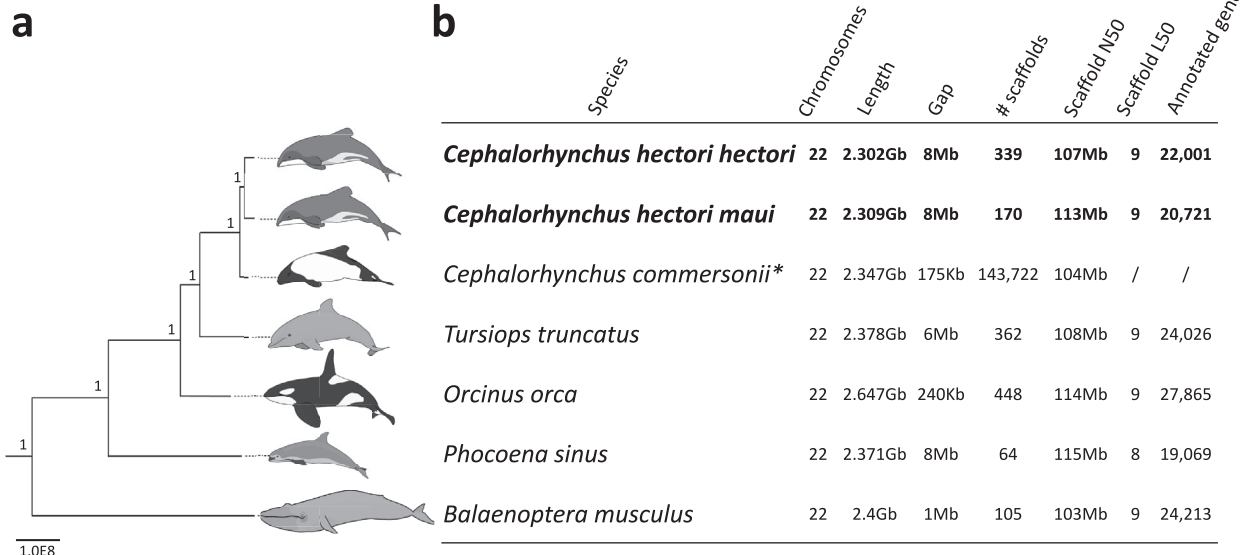 a
1
1
1
1
1
1
1.0E8
b
Species Chromosomes Length Gap # scaffolds Scaffold N50 Scaffold L50 Annotated
Cephalorhynchus hectori hectori 22 2.302Gb 8Mb 339 107Mb 9 22,001
Cephalorhynchus hectori maui 22 2.309Gb 8Mb 170 113Mb 9 20,721
Cephalorhynchus commersonii* 22 2.347Gb 175Kb 143,722 104Mb / /
Tursiops truncatus 22 2.378Gb 6Mb 362 108Mb 9 24,026
Orcinus orca 22 2.647Gb 240Kb 448 114Mb 9 27,865
Phocoena sinus 22 2.371Gb 8Mb 64 115Mb 8 19,069
Balaenoptera musculus 22 2.4Gb 1Mb 105 103Mb 9 24,213